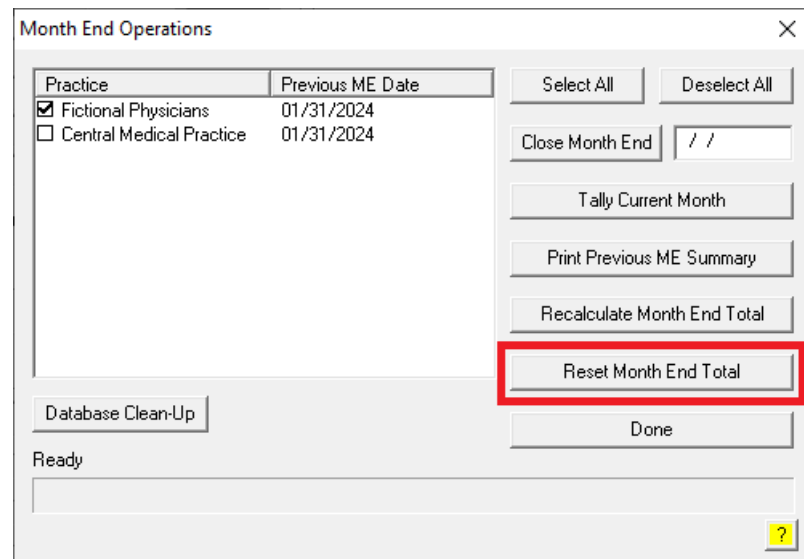 Month End Operations
Practice Previous ME Date
Fictional Physicians 01/31/2024
Central Medical Practice 01/31/2024
Select All Deselect All
Close Month End / /
Tally Current Month
Print Previous ME Summary
Recalculate Month End Total
Reset Month End Total
Database Clean-Up
Done
Ready
?